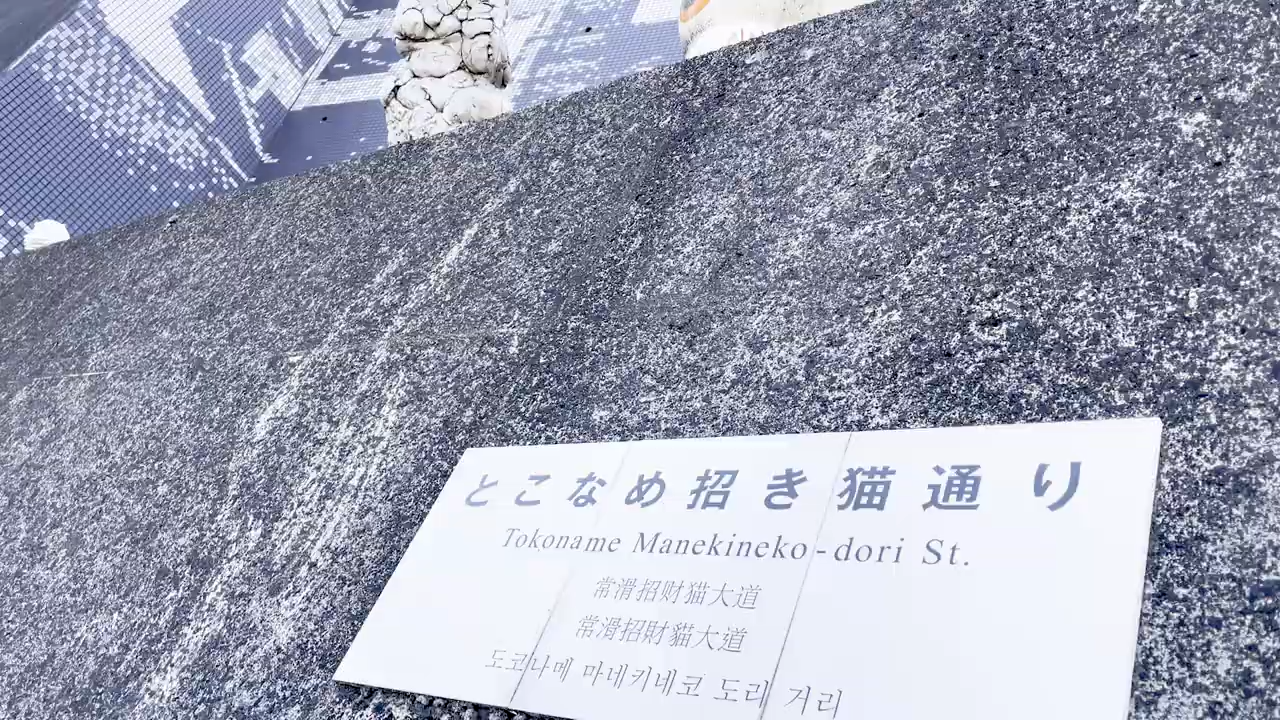 とこなめ招き猫通り
Tokoname Manekineko-dori St.
常滑招财猫大道
常滑招財貓大道
도코나메 마네키네코 도리 거리